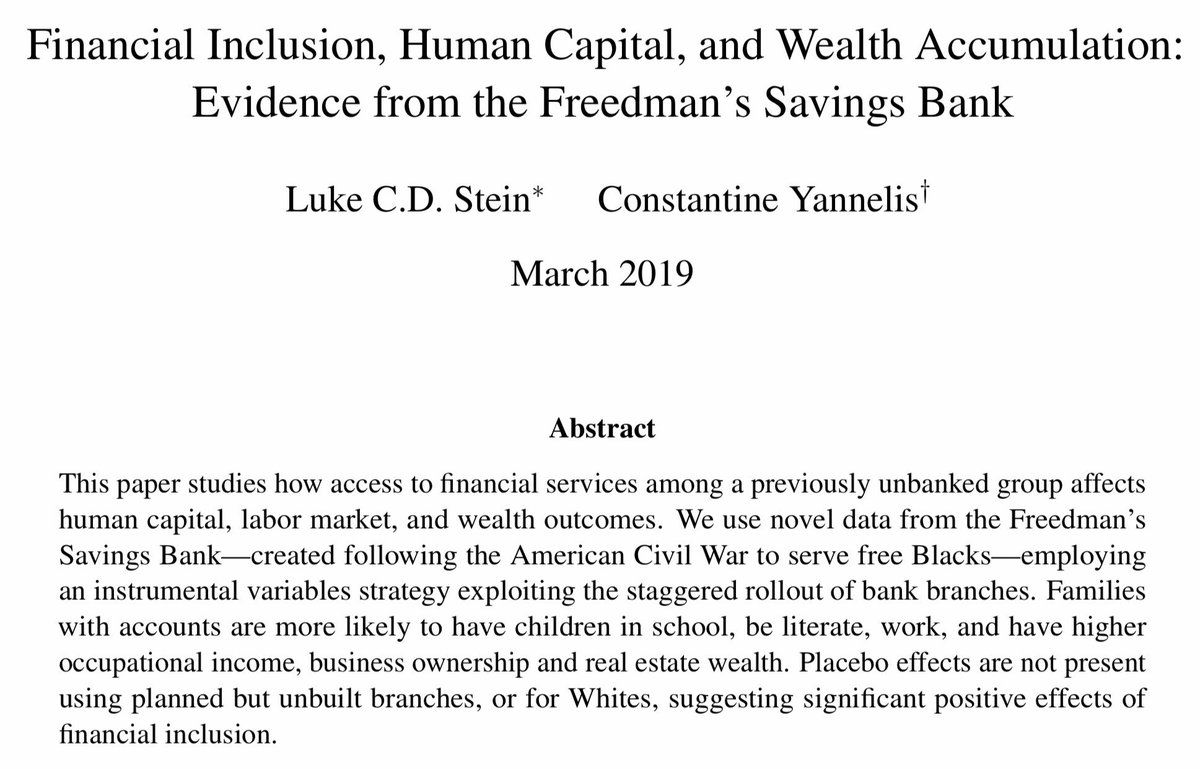 Financial Inclusion, Human Capital, and Wealth Accumulation:
Evidence from the Freedman's Savings Bank
Luke C.D. Stein* Constantine Yannelis†
March 2019
Abstract
This paper studies how access to financial services among a previously unbanked group affects
human capital, labor market, and wealth outcomes. We use novel data from the Freedman's
Savings Bank—created following the American Civil War to serve free Blacks—employing
an instrumental variables strategy exploiting the staggered rollout of bank branches. Families
with accounts are more likely to have children in school, be literate, work, and have higher
occupational income, business ownership and real estate wealth. Placebo effects are not present
using planned but unbuilt branches, or for Whites, suggesting significant positive effects of
financial inclusion.